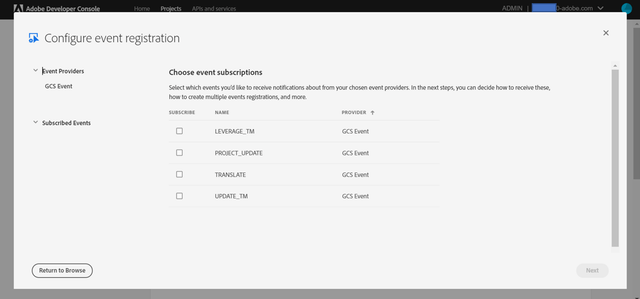 Adobe Developer Console
Home
Projects
APIs and services
ADMIN
D-adobe.com
Configure event registration
Event Providers
GCS Event
Subscribed Events
Choose event subscriptions
Select which events you'd like to receive notifications about from your chosen event providers. In the next steps, you can decide how to receive these,
how to create multiple events registrations, and more.
SUBSCRIBE NAME PROVIDER
LEVERAGE_TM GCS Event
PROJECT_UPDATE GCS Event
TRANSLATE GCS Event
UPDATE_TM GCS Event
Return to Browse
Next